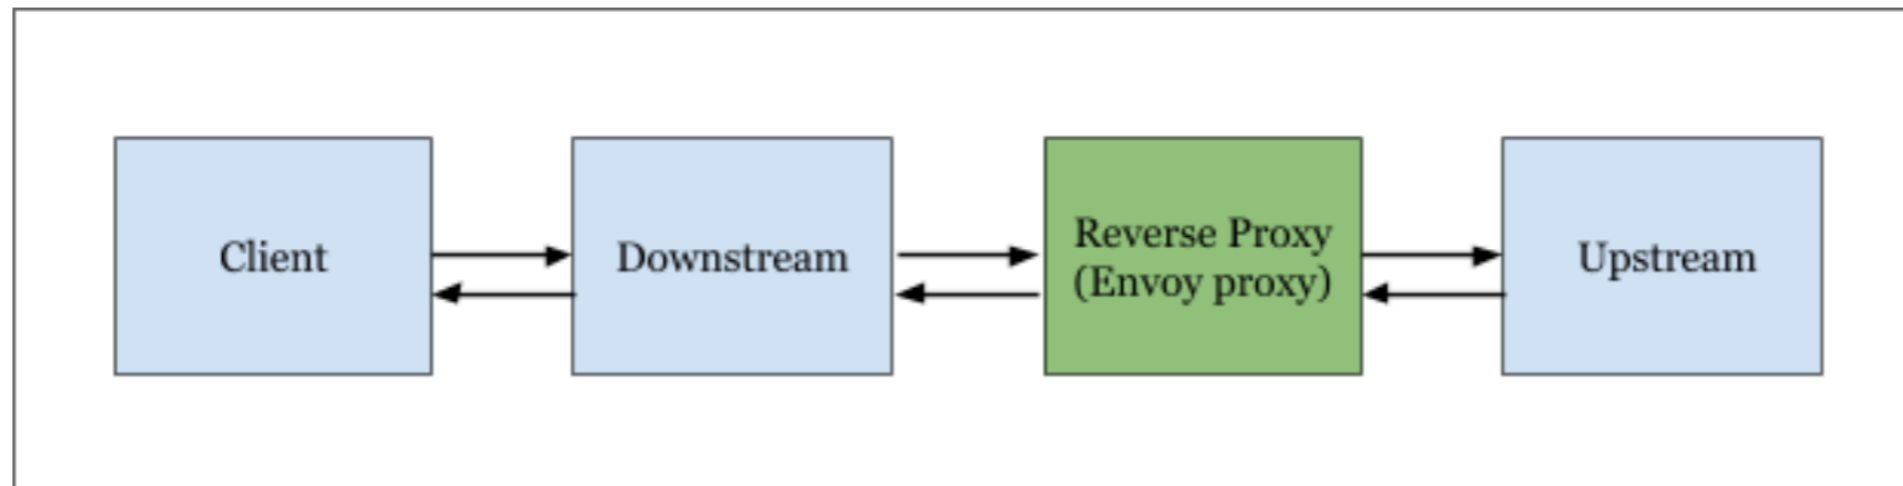 Client
Downstream
Reverse Proxy
(Envoy proxy)
Upstream